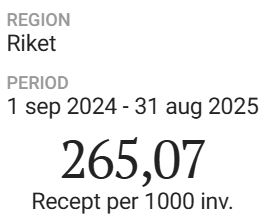 REGION
Riket
PERIOD
1 sep 2024 - 31 aug 2025
265,07
Recept per 1000 inv.